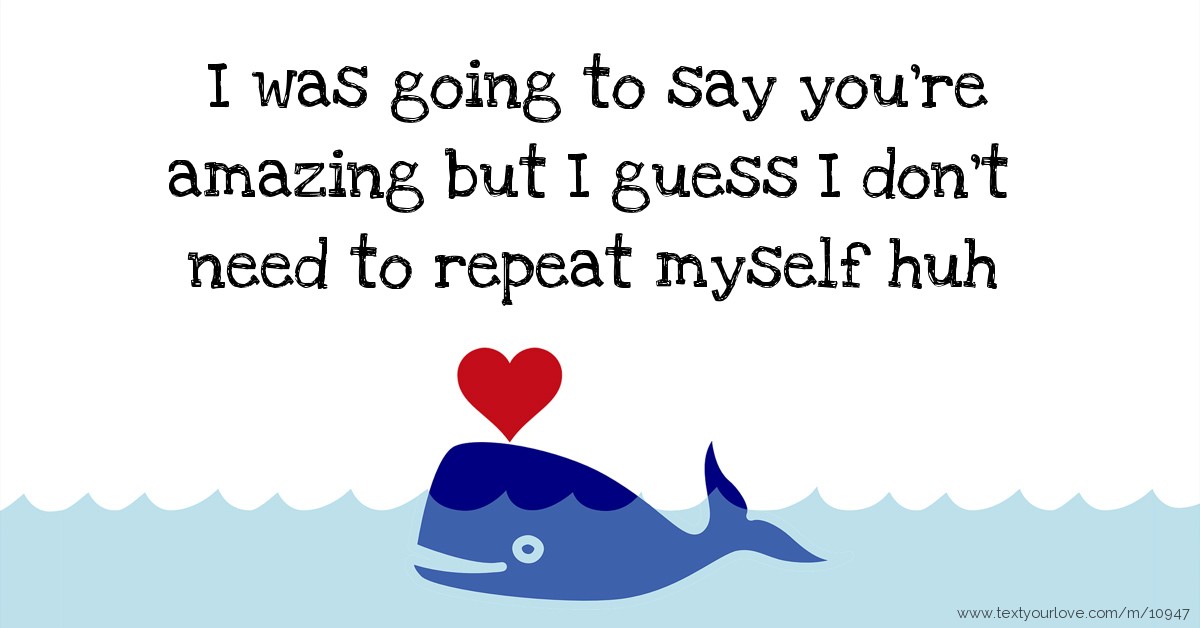 I was going to say you're
amazing but I guess I don't
need to repeat myself huh
www.textyourlove.com/m/10947